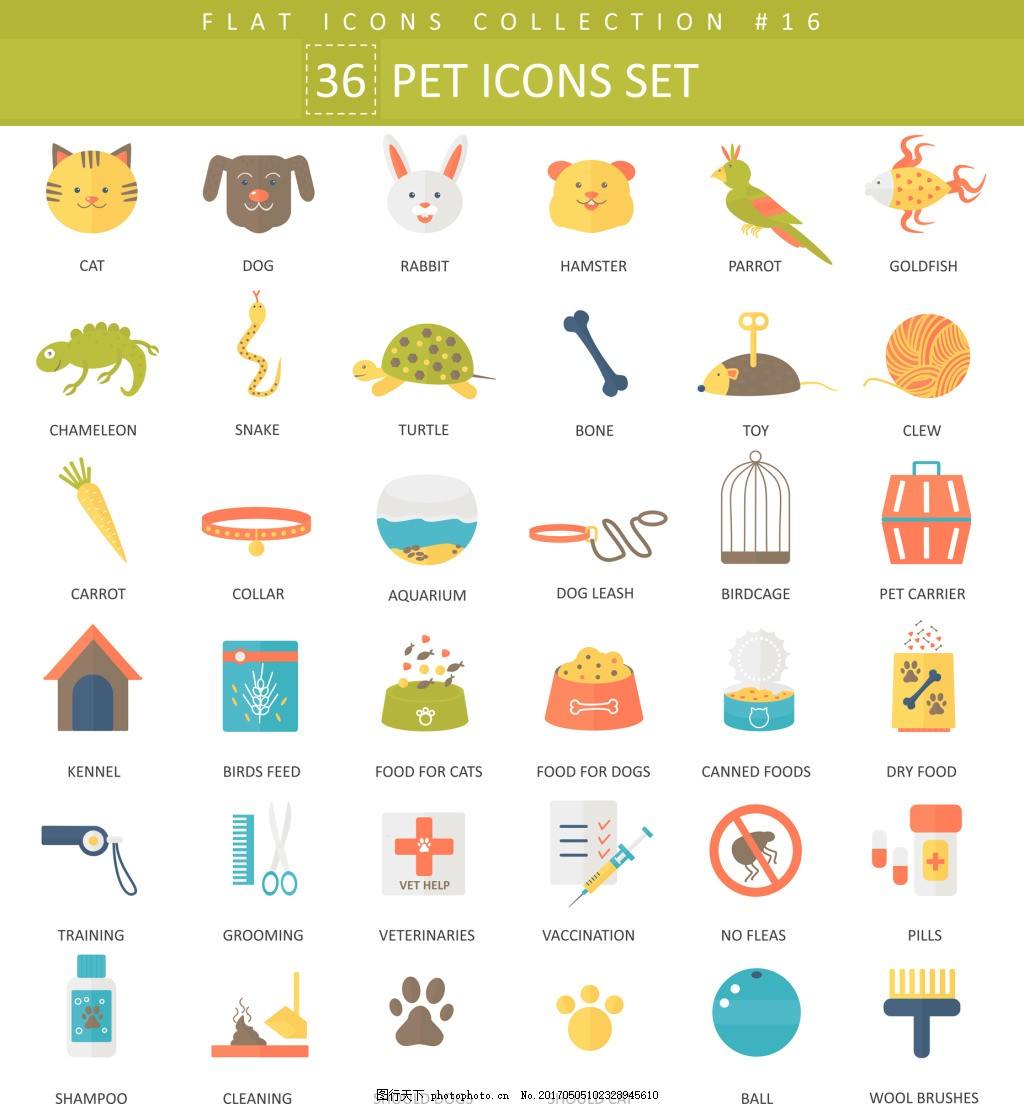 FLAT ICONS COLLECTION #16
36 PET ICONS SET
CAT DOG RABBIT HAMSTER PARROT GOLDFISH
CHAMELEON SNAKE TURTLE BONE TOY CLEW
CARROT COLLAR AQUARIUM DOG LEASH BIRDCAGE PET CARRIER
KENNEL BIRDS FEED FOOD FOR CATS FOOD FOR DOGS CANNED FOODS DRY FOOD
VET HELP
TRAINING GROOMING VETERINARIES VACCINATION NO FLEAS PILLS
SHAMPOO CLEANING BALL WOOL BRUSHES
图行天下 photophoto.cn No.20170505102328945610